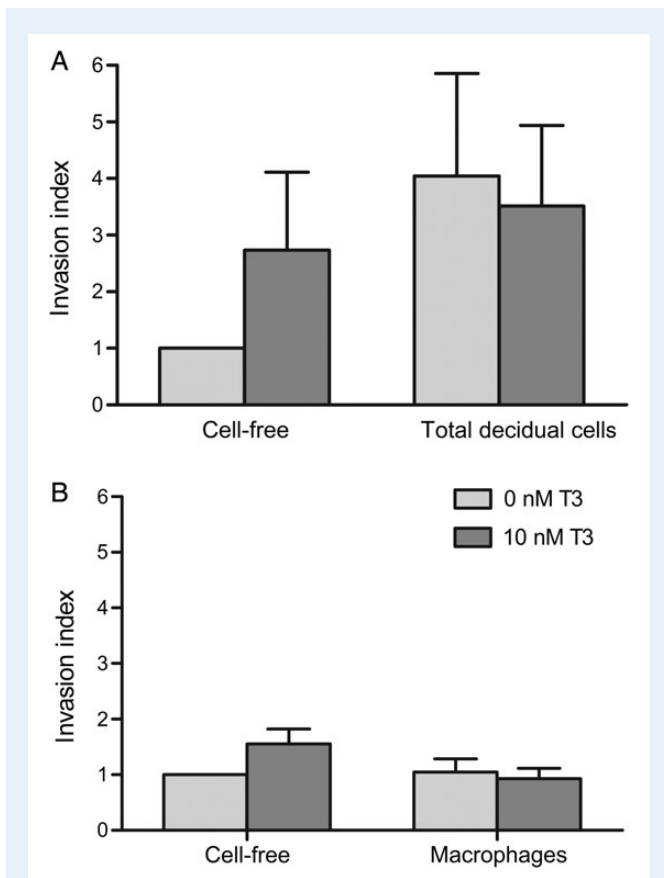 A
Invasion index
6
5
4
3
2
1
0
Cell-free
Total decidual cells
B
Invasion index
6
5
4
3
2
1
0
0 nM T3
10 nM T3
Cell-free
Macrophages